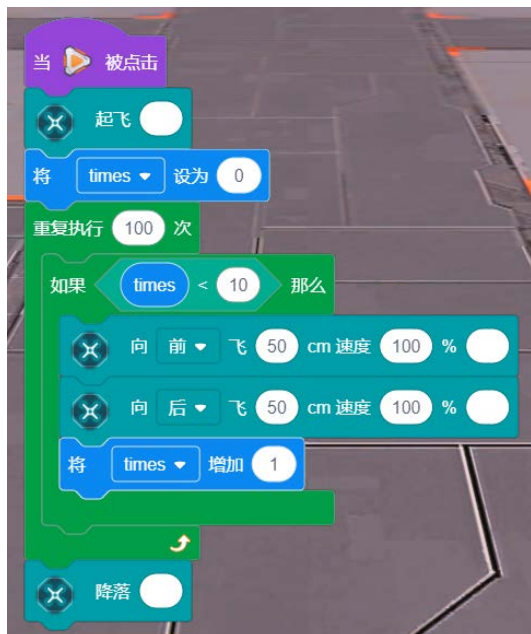 当 被点击
起飞
将 times 设为 0
重复执行 100 次
如果 times < 10 那么
向 前 飞 50 cm 速度 100 %
向 后 飞 50 cm 速度 100 %
将 times 增加 1
降落